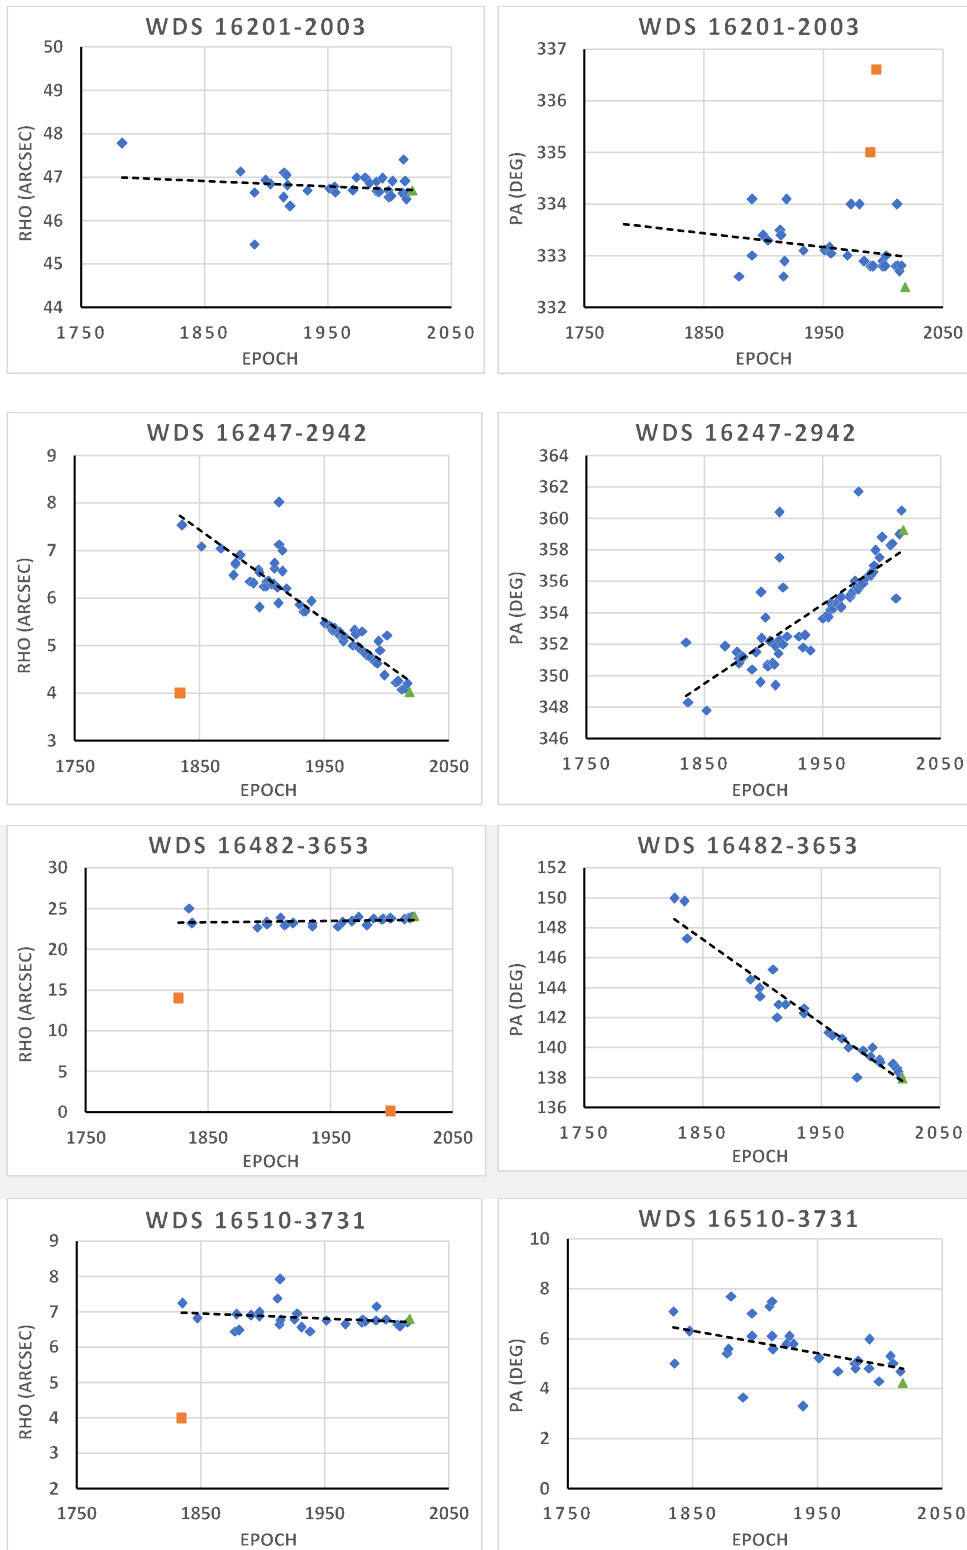 WDS 16201-2003
50
49
48
47
46
45
44
RHO (ARCSEC)
1750 1850 1950 2050
EPOCH
WDS 16201-2003
337
336
335
334
333
332
PA (DEG)
1750 1850 1950 2050
EPOCH
WDS 16247-2942
9
8
7
6
5
4
3
RHO (ARCSEC)
1750 1850 1950 2050
EPOCH
WDS 16247-2942
364
362
360
358
356
354
352
350
348
346
PA (DEG)
1750 1850 1950 2050
EPOCH
WDS 16482-3653
30
25
20
15
10
5
0
RHO (ARCSEC)
1750 1850 1950 2050
EPOCH
WDS 16482-3653
152
150
148
146
144
142
140
138
136
PA (DEG)
1750 1850 1950 2050
EPOCH
WDS 16510-3731
9
8
7
6
5
4
3
2
RHO (ARCSEC)
1750 1850 1950 2050
EPOCH
WDS 16510-3731
10
8
6
4
2
0
PA (DEG)
1750 1850 1950 2050
EPOCH